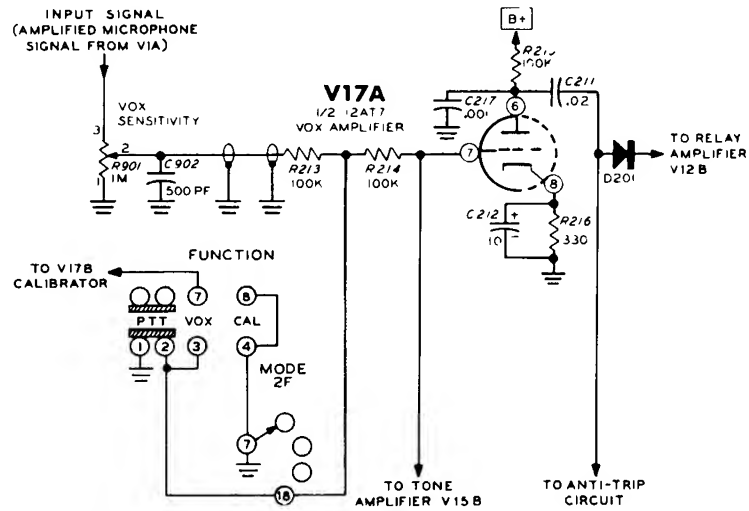 INPUT SIGNAL
(AMPLIFIED MICROPHONE
SIGNAL FROM V1A)
B+
100K
C211
.02
C217
.001
6
V17A
1/2 12AT7
VOX AMPLIFIER
VOX
SENSITIVITY
3
2
R901
1M
1
C902
500 PF
R213
100K
R214
100K
7
8
D201
TO RELAY
AMPLIFIER
V12B
C212
+
10
R216
330
FUNCTION
TO V17B
CALIBRATOR
7
8
PTT
VOX
CAL
1
2
3
4
MODE
2F
7
18
TO TONE
AMPLIFIER V15B
TO ANTI-TRIP
CIRCUIT